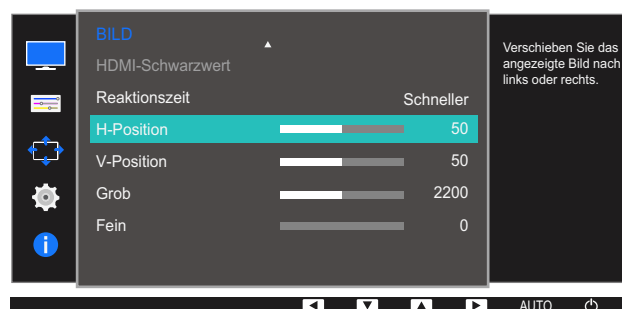 BILD
HDMI-Schwarzwert
Reaktionszeit Schneller
H-Position 50
V-Position 50
Grob 2200
Fein 0
Verschieben Sie das
angezeigte Bild nach
links oder rechts.
AUTO